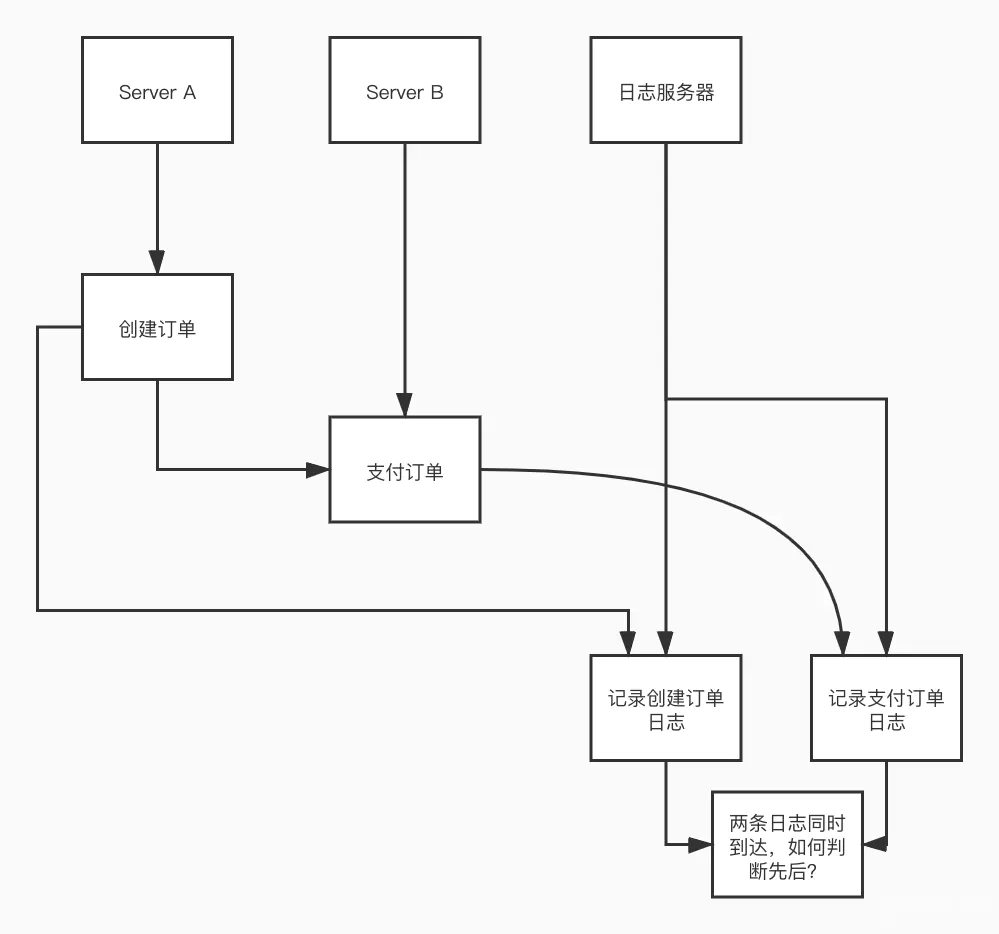 Server A
Server B
日志服务器
创建订单
支付订单
记录创建订单
日志
记录支付订单
日志
两条日志同时
到达，如何判
断先后？